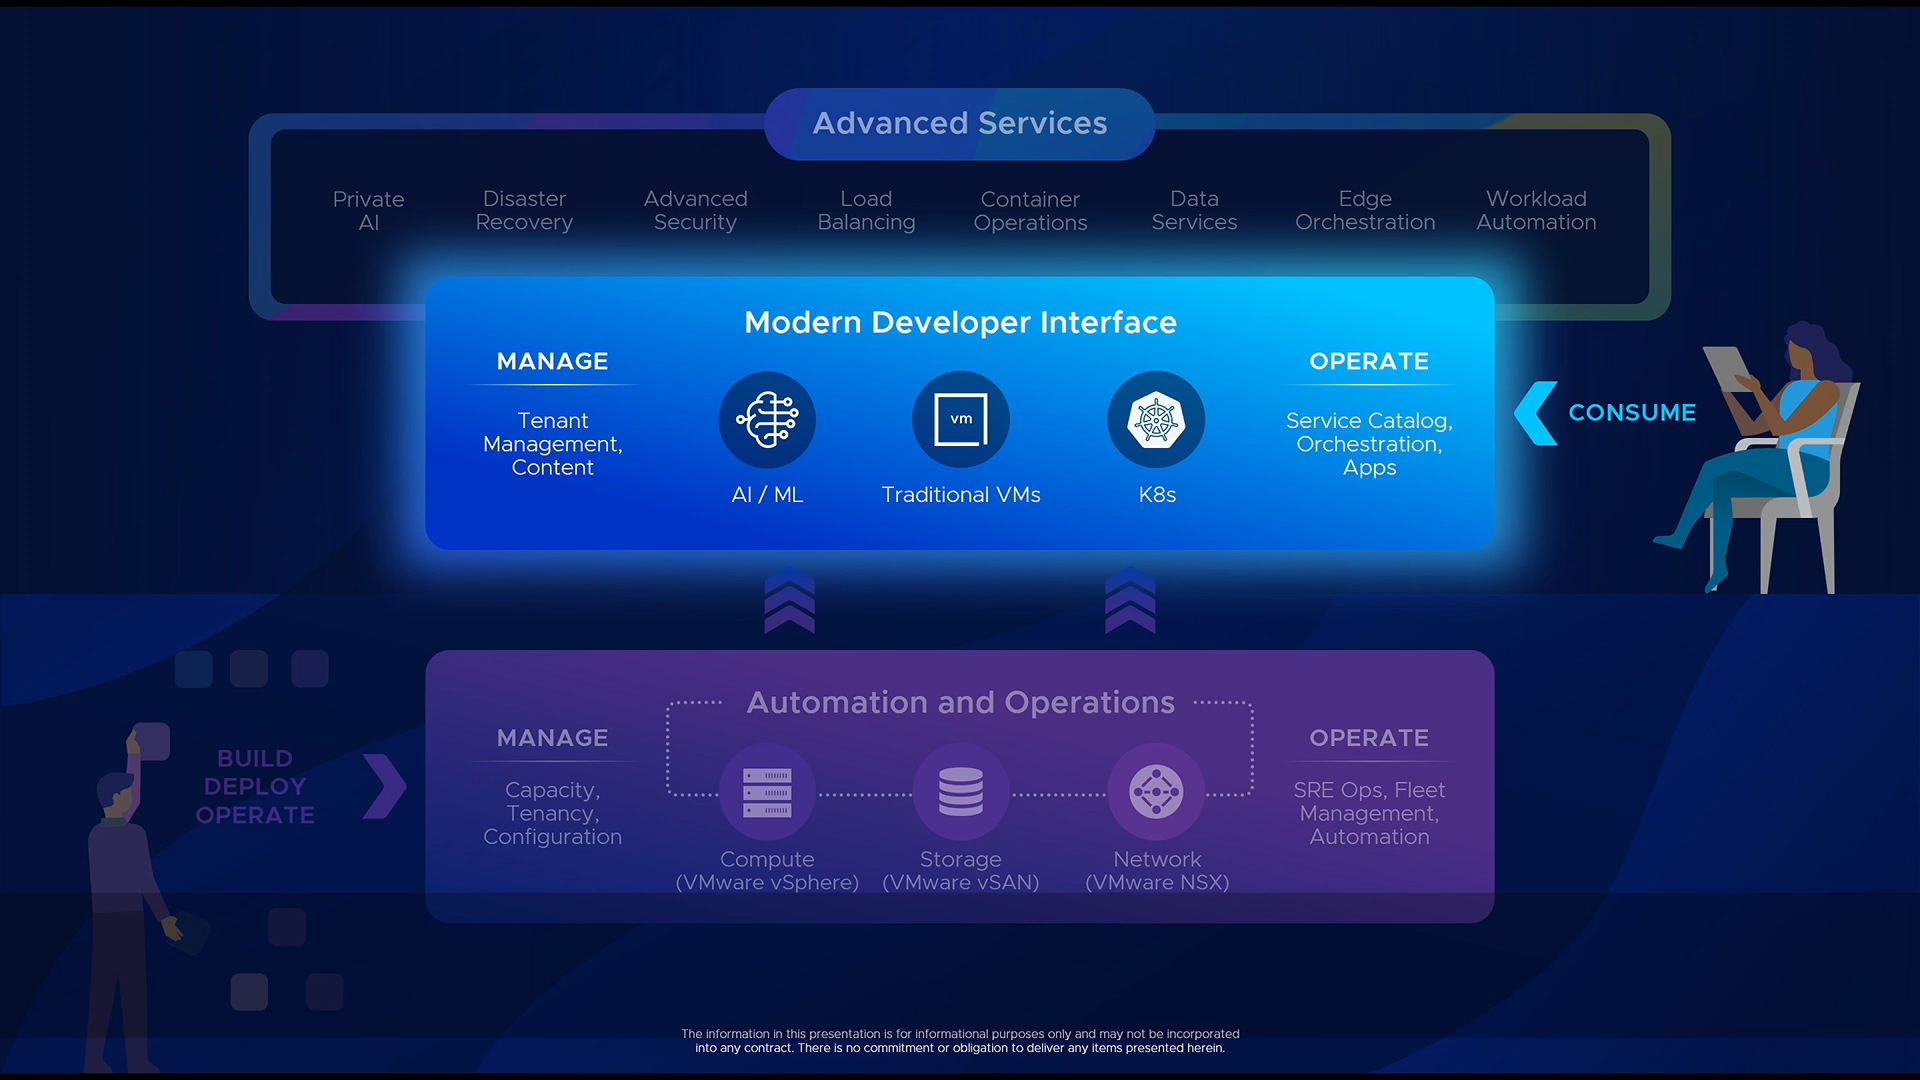 Advanced Services
Private
AI
Disaster
Recovery
Advanced
Security
Load
Balancing
Container
Operations
Data
Services
Edge
Orchestration
Workload
Automation
Modern Developer Interface
MANAGE
Tenant
Management,
Content
AI / ML
vm
Traditional VMs
K8s
OPERATE
Service Catalog,
Orchestration,
Apps
CONSUME
BUILD
DEPLOY
OPERATE
Automation and Operations
MANAGE
Capacity,
Tenancy,
Configuration
Compute
(VMware vSphere)
Storage
(VMware vSAN)
Network
(VMware NSX)
OPERATE
SRE Ops, Fleet
Management,
Automation
The information in this presentation is for informational purposes only and may not be incorporated
into any contract. There is no commitment or obligation to deliver any items presented herein.